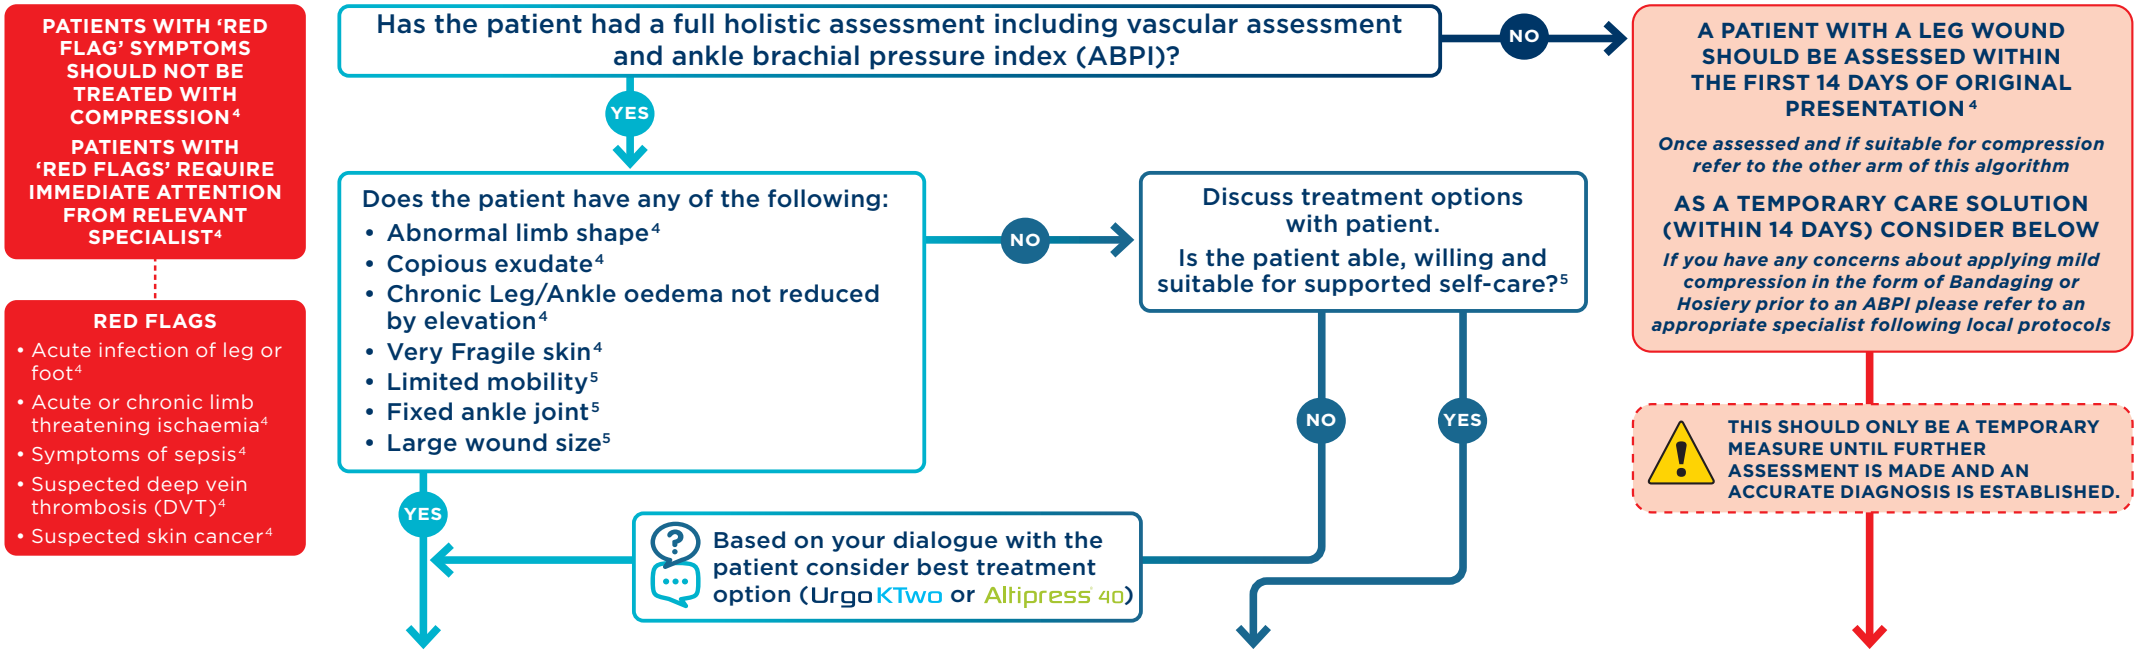 PATIENTS WITH ‘RED
FLAG’ SYMPTOMS
SHOULD NOT BE
TREATED WITH
COMPRESSION⁴
PATIENTS WITH
‘RED FLAGS’ REQUIRE
IMMEDIATE ATTENTION
FROM RELEVANT
SPECIALIST⁴
RED FLAGS
• Acute infection of leg or
foot⁴
• Acute or chronic limb
threatening ischaemia⁴
• Symptoms of sepsis⁴
• Suspected deep vein
thrombosis (DVT)⁴
• Suspected skin cancer⁴
Has the patient had a full holistic assessment including vascular assessment
and ankle brachial pressure index (ABPI)?
NO
YES
Does the patient have any of the following:
• Abnormal limb shape⁴
• Copious exudate⁴
• Chronic Leg/Ankle oedema not reduced
by elevation⁴
• Very Fragile skin⁴
• Limited mobility⁵
• Fixed ankle joint⁵
• Large wound size⁵
NO
YES
Discuss treatment options
with patient.
Is the patient able, willing and
suitable for supported self-care?⁵
NO
YES
?
Based on your dialogue with the
patient consider best treatment
option (UrgoKTwo or Altipress 40)
A PATIENT WITH A LEG WOUND
SHOULD BE ASSESSED WITHIN
THE FIRST 14 DAYS OF ORIGINAL
PRESENTATION⁴
Once assessed and if suitable for compression
refer to the other arm of this algorithm
AS A TEMPORARY CARE SOLUTION
(WITHIN 14 DAYS) CONSIDER BELOW
If you have any concerns about applying mild
compression in the form of Bandaging or
Hosiery prior to an ABPI please refer to an
appropriate specialist following local protocols
!
THIS SHOULD ONLY BE A TEMPORARY
MEASURE UNTIL FURTHER
ASSESSMENT IS MADE AND AN
ACCURATE DIAGNOSIS IS ESTABLISHED.